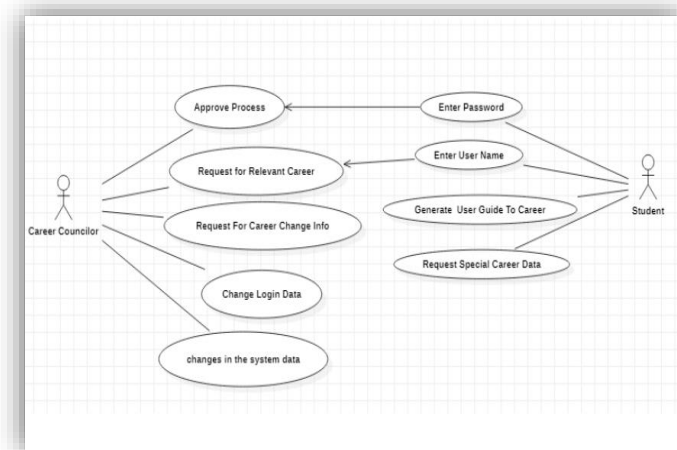 Approve Process
Enter Password
Enter User Name
Request for Relevant Career
Career Councilor
Student
Generate User Guide To Career
Request For Career Change Info
Request Special Career Data
Change Login Data
changes in the system data